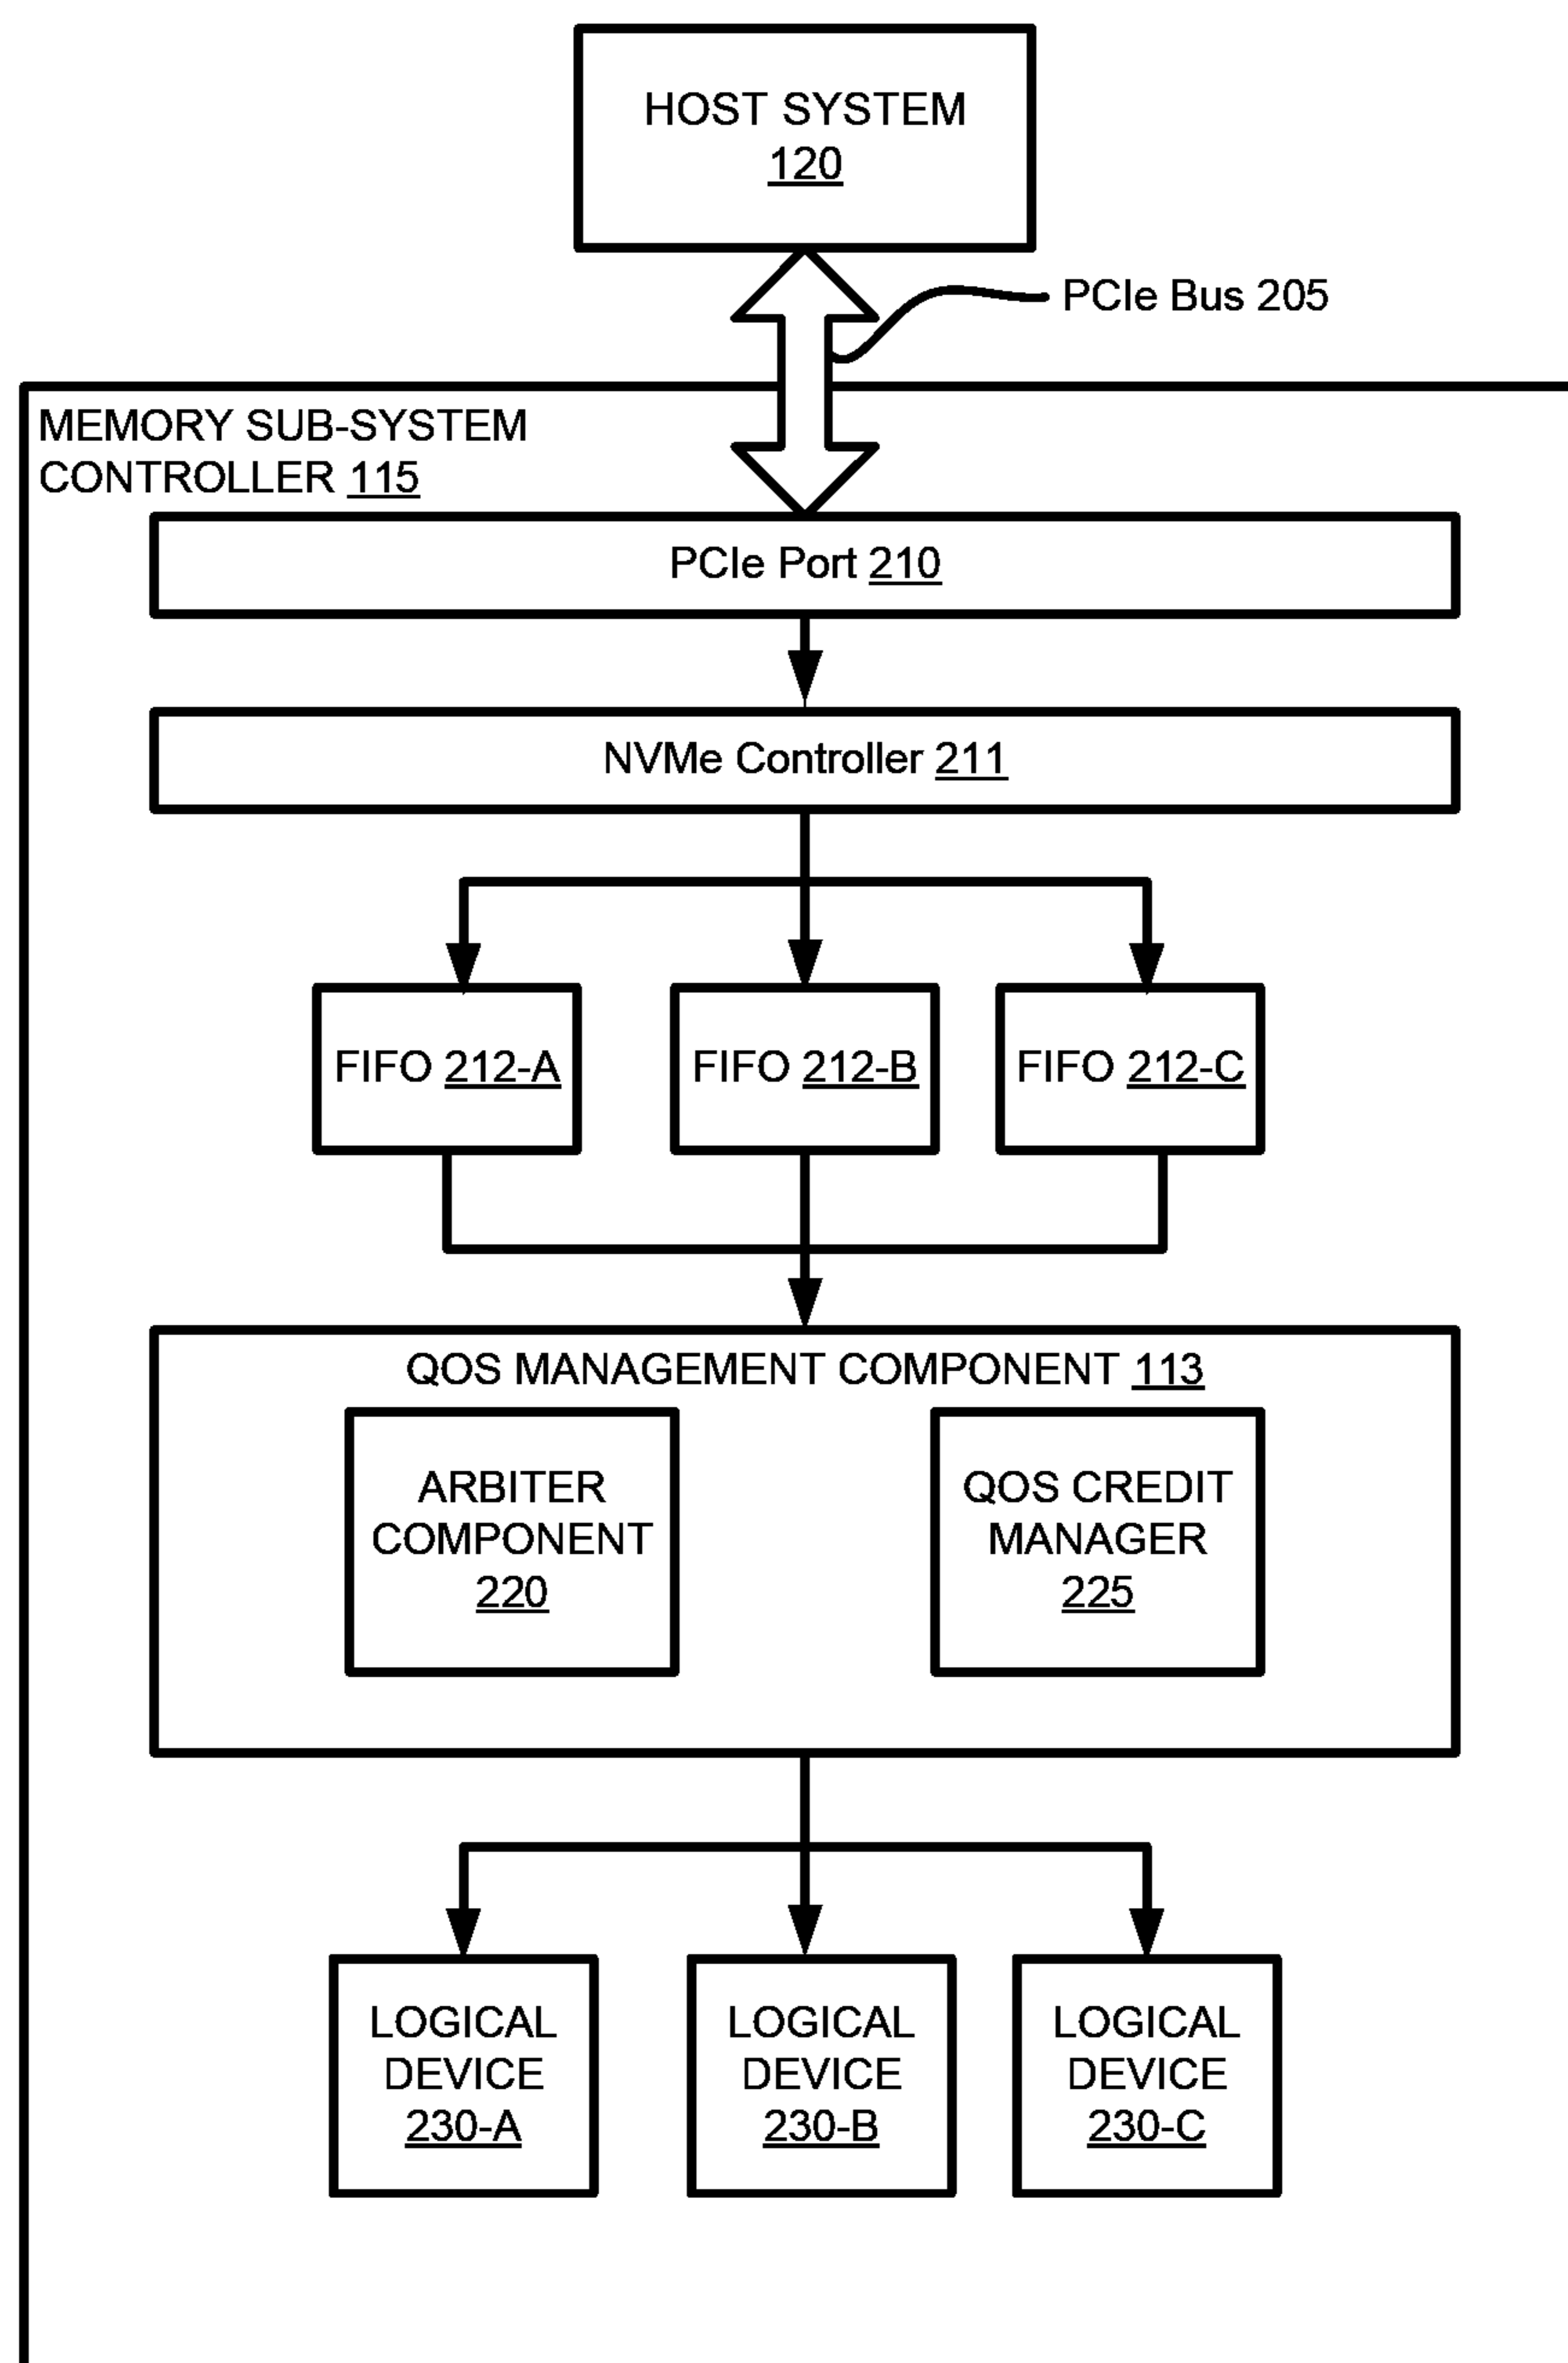 HOST SYSTEM
120
PCIe Bus 205
MEMORY SUB-SYSTEM
CONTROLLER 115
PCIe Port 210
NVMe Controller 211
FIFO 212-A
FIFO 212-B
FIFO 212-C
QOS MANAGEMENT COMPONENT 113
ARBITER
COMPONENT
220
QOS CREDIT
MANAGER
225
LOGICAL
DEVICE
230-A
LOGICAL
DEVICE
230-B
LOGICAL
DEVICE
230-C